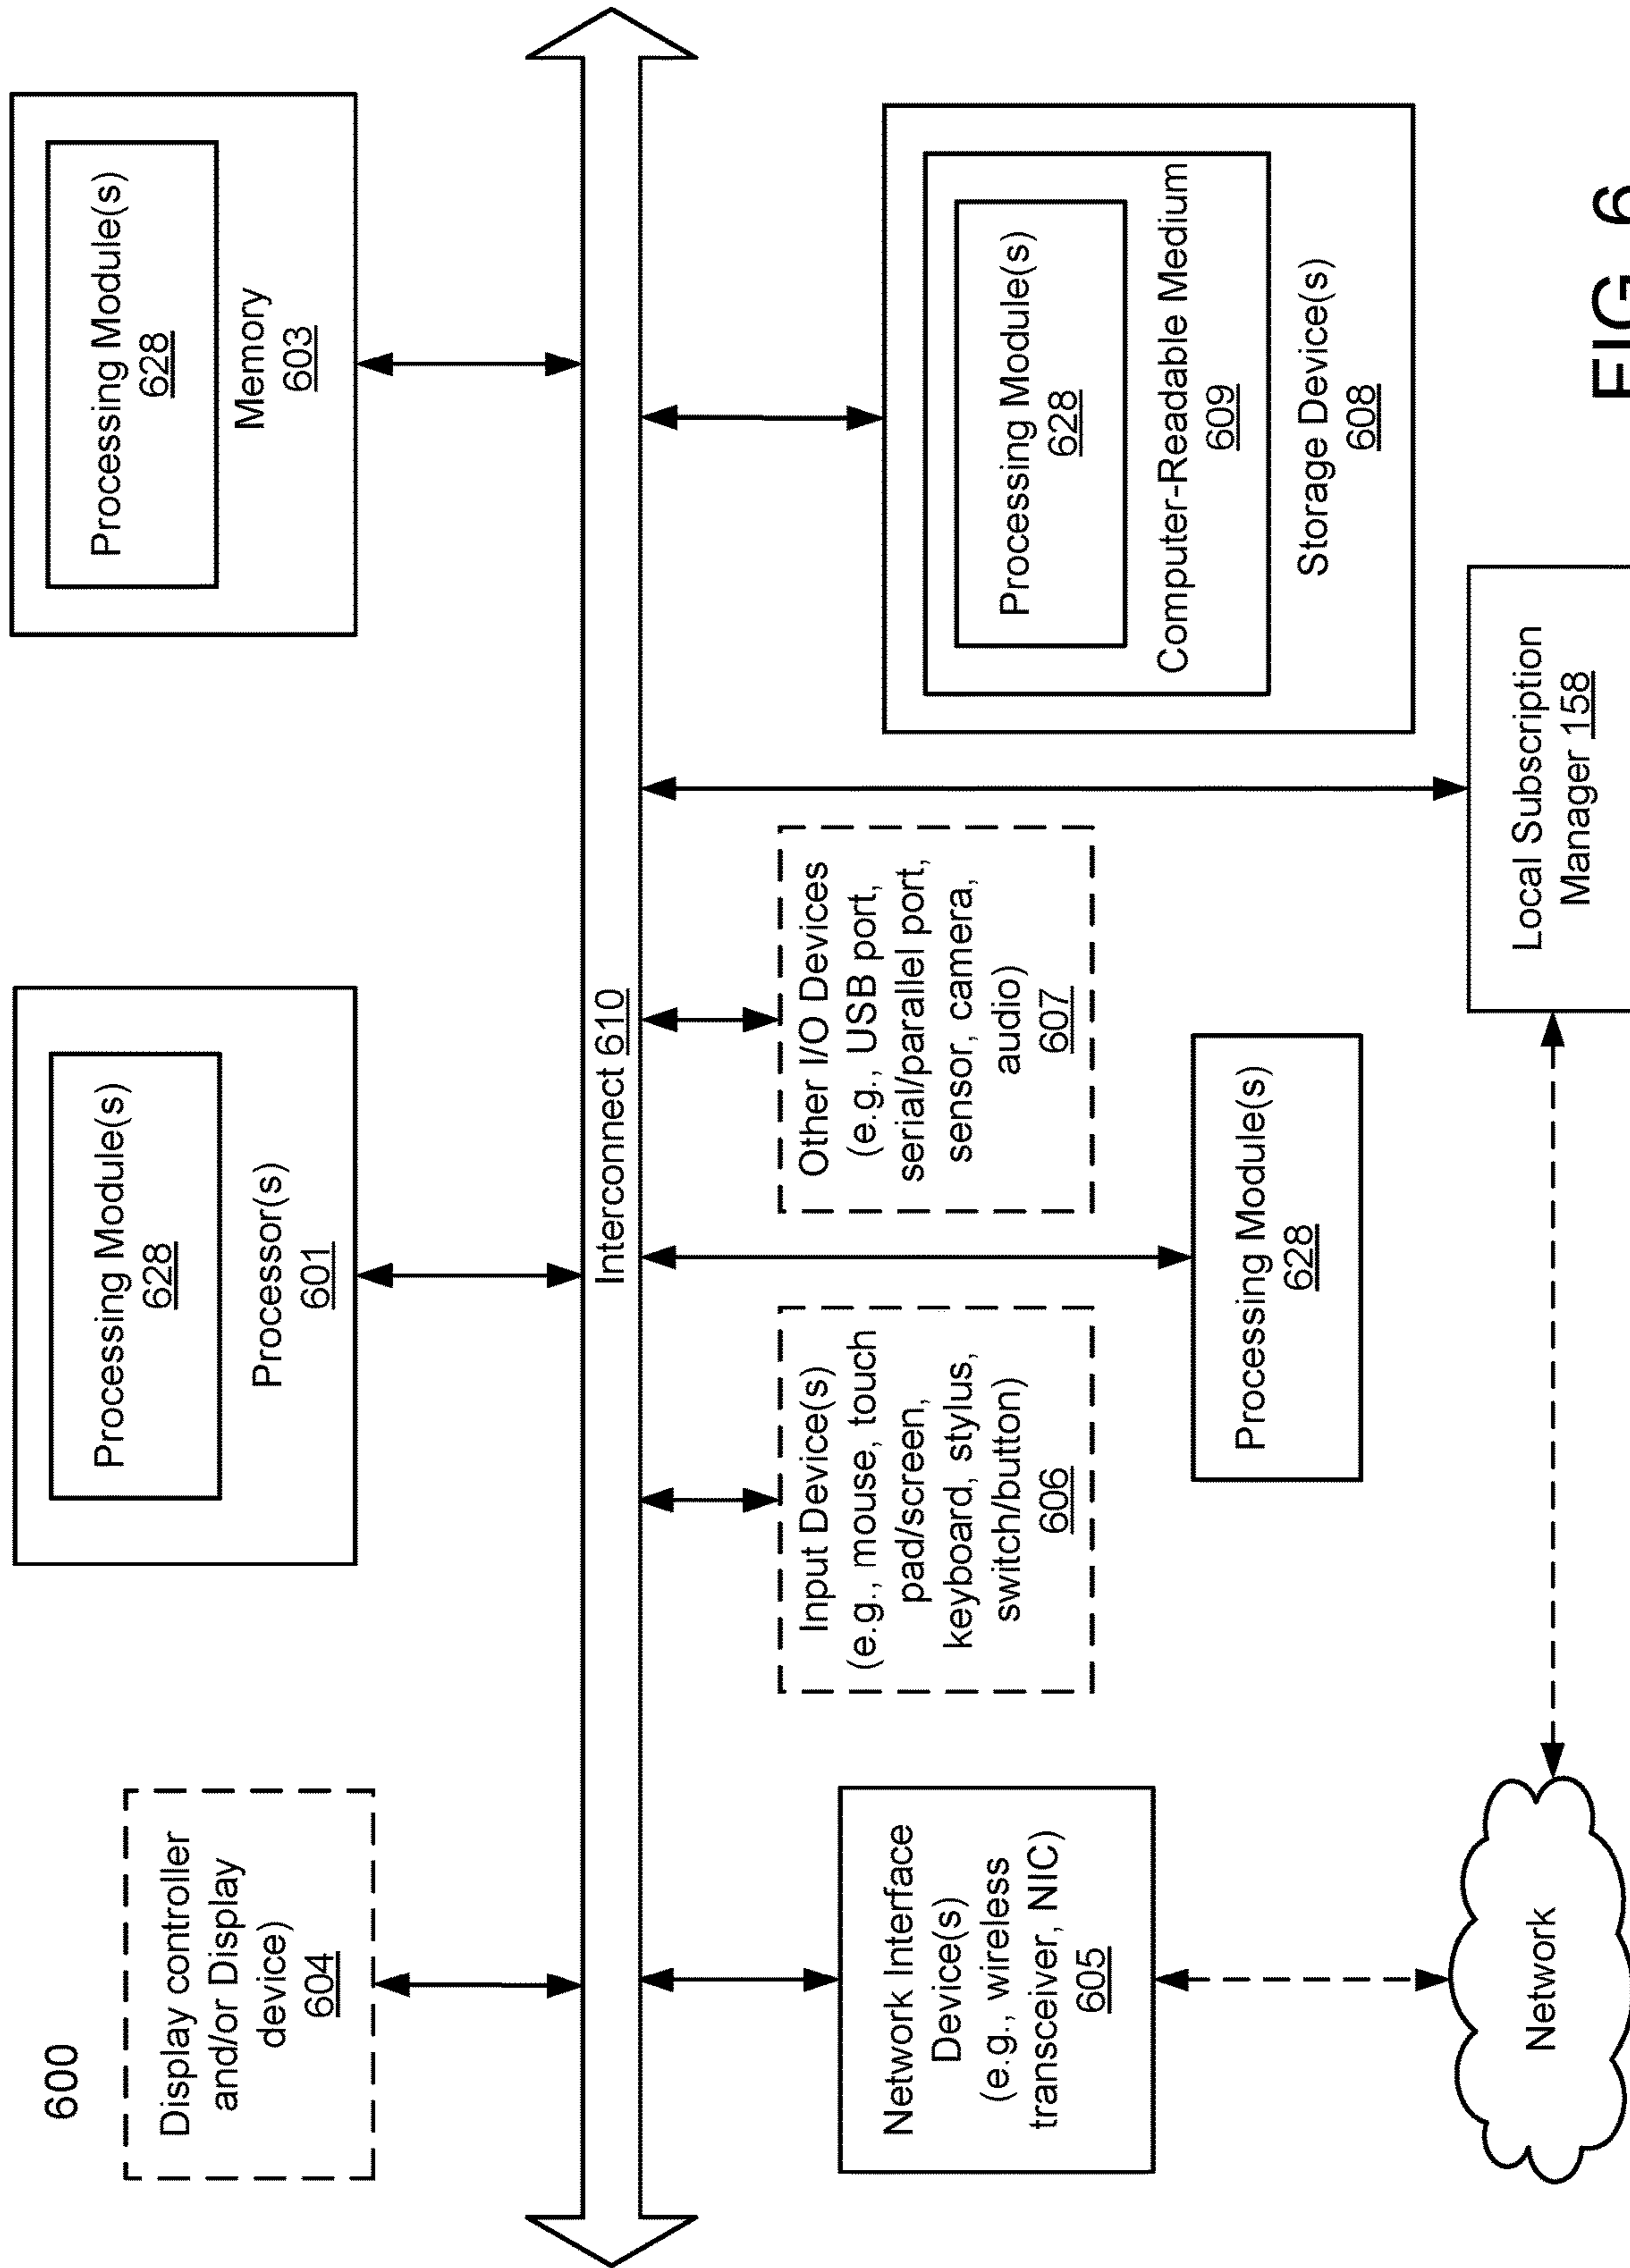 600
Display controller
and/or Display
device)
604
Processing Module(s)
628
Processor(s)
601
Processing Module(s)
628
Memory
603
Interconnect 610
Network Interface
Device(s)
(e.g., wireless
transceiver, NIC)
605
Input Device(s)
(e.g., mouse, touch
pad/screen,
keyboard, stylus,
switch/button)
606
Other I/O Devices
(e.g., USB port,
serial/parallel port,
sensor, camera,
audio)
607
Processing Module(s)
628
Processing Module(s)
628
Computer-Readable Medium
609
Storage Device(s)
608
Network
Local Subscription
Manager 158
FIG. 6